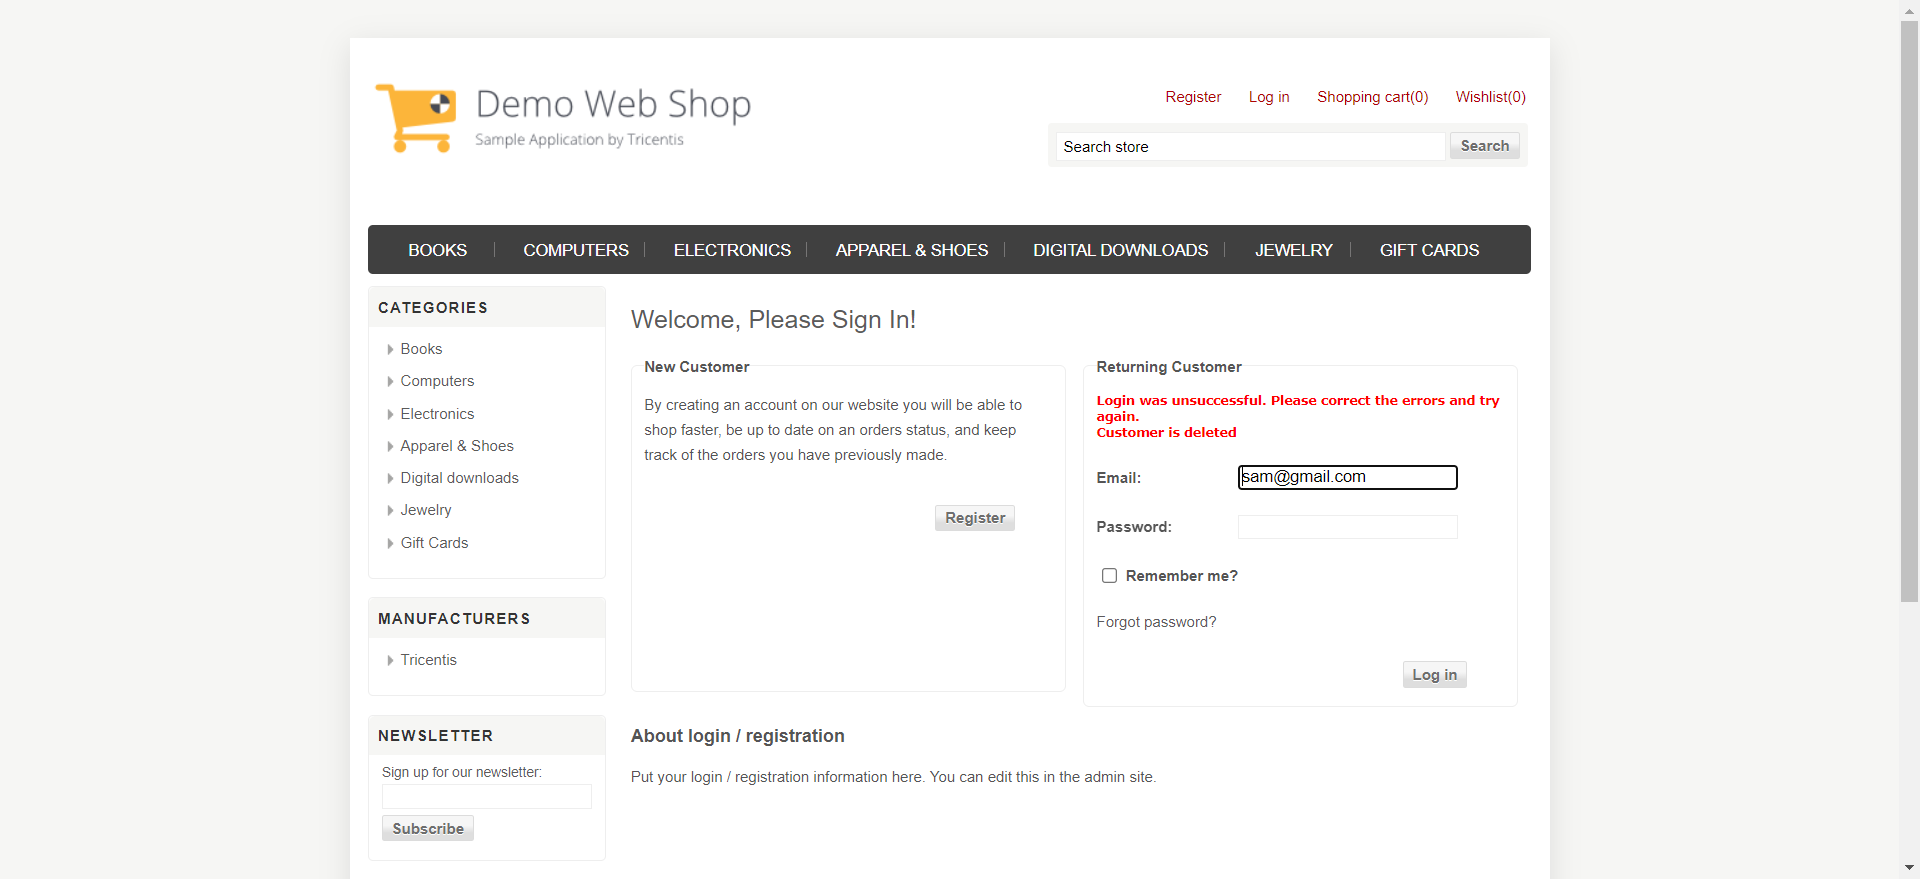 Demo Web Shop
Sample Application by Tricentis
Register Log in Shopping cart(0) Wishlist(0)
Search store Search
BOOKS COMPUTERS ELECTRONICS APPAREL & SHOES DIGITAL DOWNLOADS JEWELRY GIFT CARDS
CATEGORIES
Books
Computers
Electronics
Apparel & Shoes
Digital downloads
Jewelry
Gift Cards
MANUFACTURERS
Tricentis
NEWSLETTER
Sign up for our newsletter:
Subscribe
Welcome, Please Sign In!
New Customer
By creating an account on our website you will be able to
shop faster, be up to date on an orders status, and keep
track of the orders you have previously made.
Register
Returning Customer
Login was unsuccessful. Please correct the errors and try
again.
Customer is deleted
Email: sam@gmail.com
Password:
Remember me?
Forgot password?
Log in
About login / registration
Put your login / registration information here. You can edit this in the admin site.